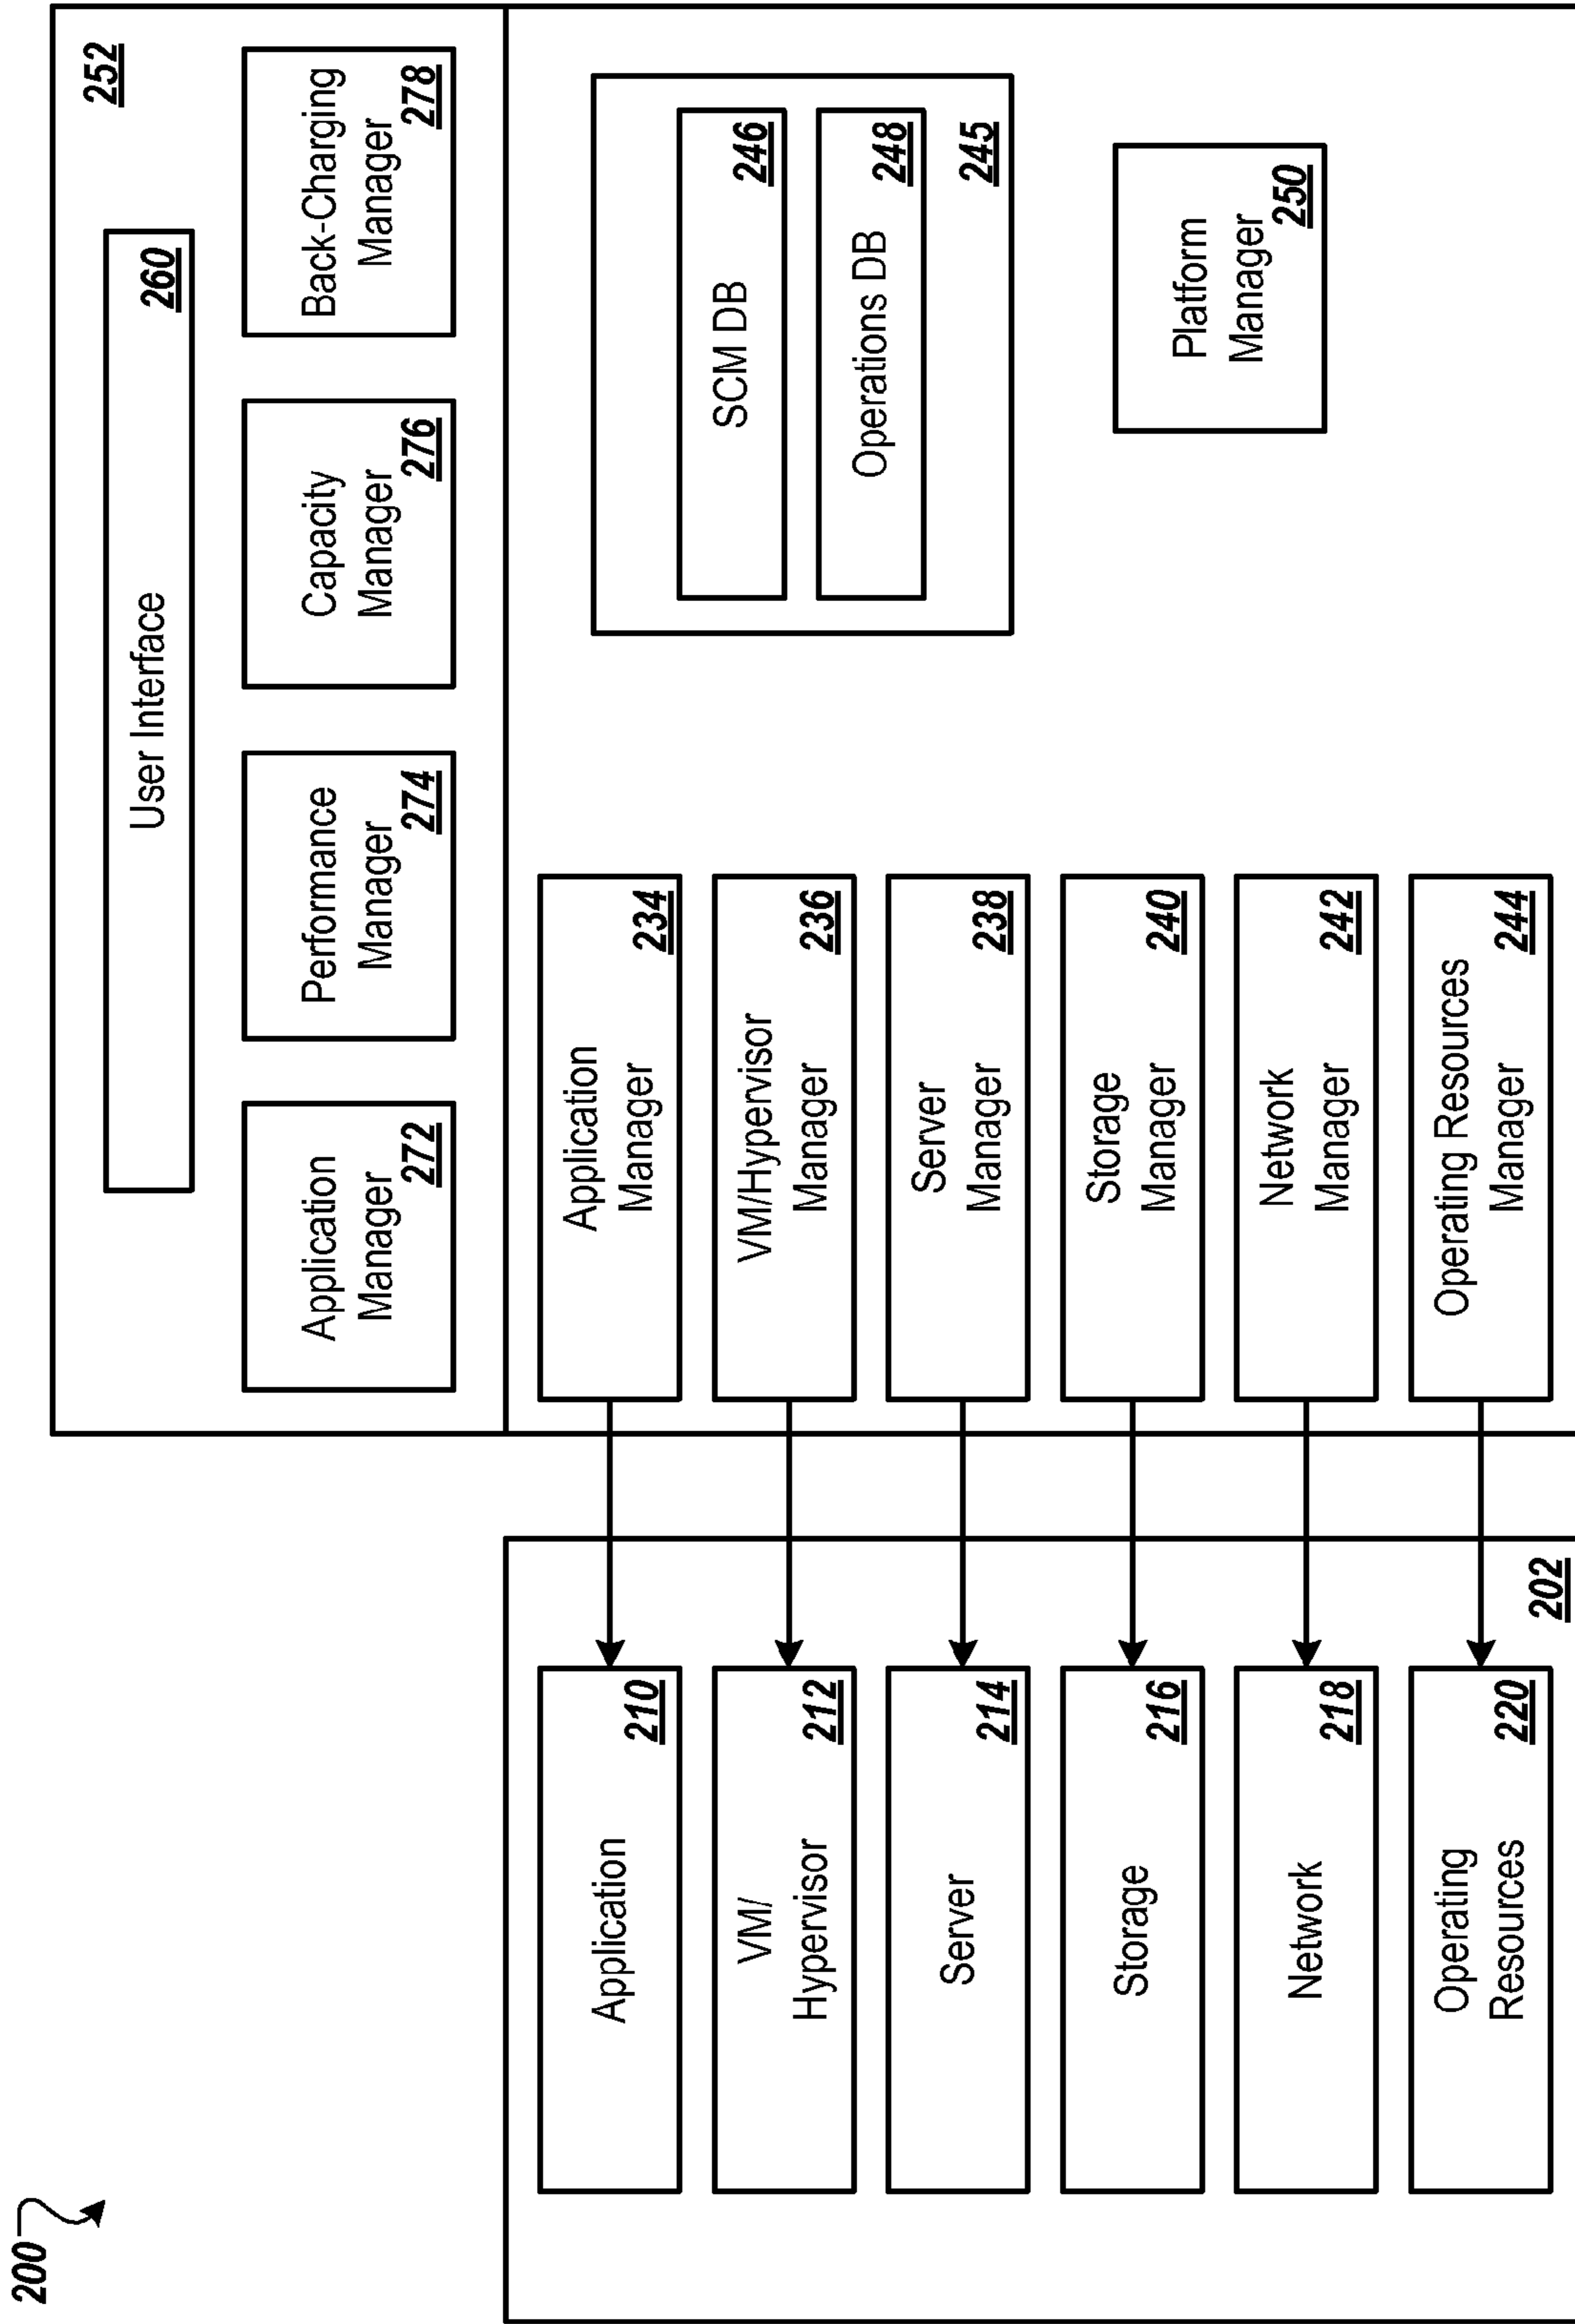 200
252
User Interface
260
Application
Manager
272
Performance
Manager
274
Capacity
Manager
276
Back-Charging
Manager
278
Application
210
VM/
Hypervisor
212
Server
214
Storage
216
Network
218
Operating
Resources
220
202
Application
Manager
234
VM/Hypervisor
Manager
236
Server
Manager
238
Storage
Manager
240
Network
Manager
242
Operating Resources
Manager
244
SCM DB
246
Operations DB
248
245
Platform
Manager
250